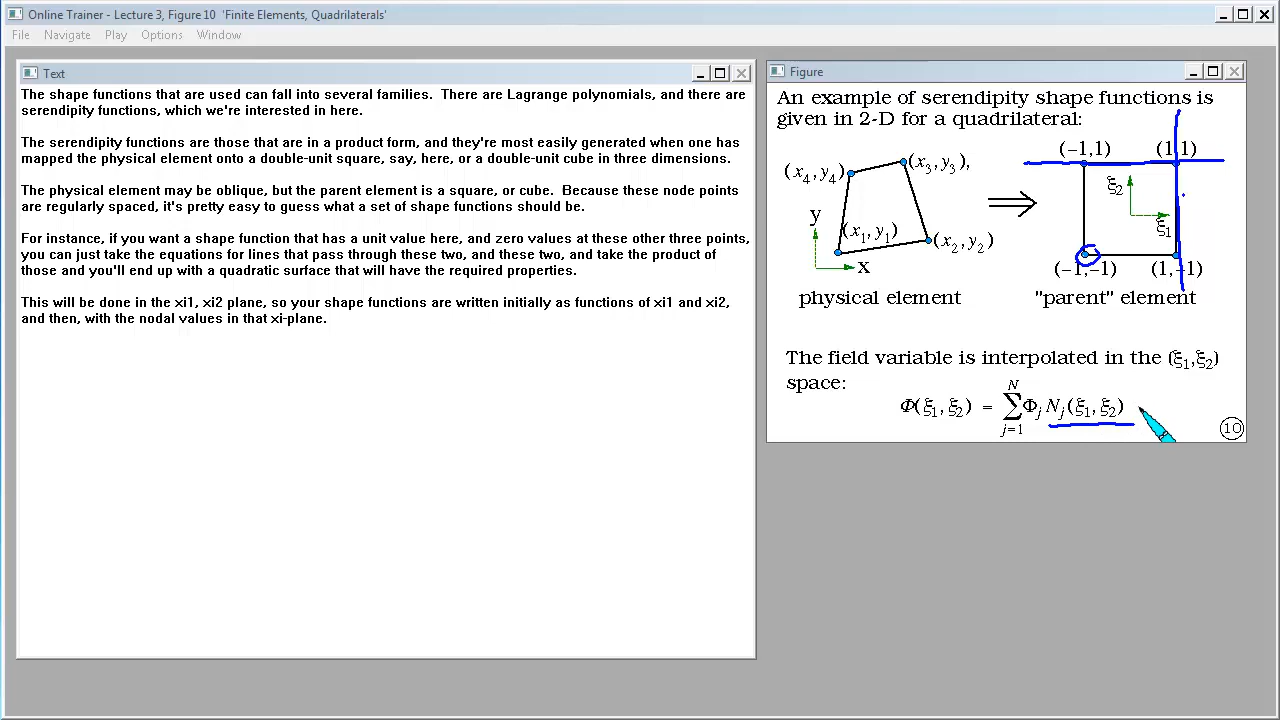 Online Trainer - Lecture 3, Figure 10 'Finite Elements, Quadrilaterals'
File Navigate Play Options Window
Text
The shape functions that are used can fall into several families. There are Lagrange polynomials, and there are
serendipity functions, which we're interested in here.
The serendipity functions are those that are in a product form, and they're most easily generated when one has
mapped the physical element onto a double-unit square, say, here, or a double-unit cube in three dimensions.
The physical element may be oblique, but the parent element is a square, or cube. Because these node points
are regularly spaced, it's pretty easy to guess what a set of shape functions should be.
For instance, if you want a shape function that has a unit value here, and zero values at these other three points,
you can just take the equations for lines that pass through these two, and these two, and take the product of
those and you'll end up with a quadratic surface that will have the required properties.
This will be done in the xi1, xi2 plane, so your shape functions are written initially as functions of xi1 and xi2,
and then, with the nodal values in that xi-plane.
Figure
An example of serendipity shape functions is
given in 2-D for a quadrilateral:
(x₄,y₄) (x₃,y₃),
(x₁,y₁) (x₂,y₂)
y
x
physical element
(−1,1) (1,1)
ξ₂
ξ₁
(−1,−1) (1,−1)
"parent" element
The field variable is interpolated in the (ξ₁,ξ₂)
space:
Φ(ξ₁,ξ₂) = ∑ⱼ₌₁ᴺ Φⱼ Nⱼ(ξ₁,ξ₂)
10